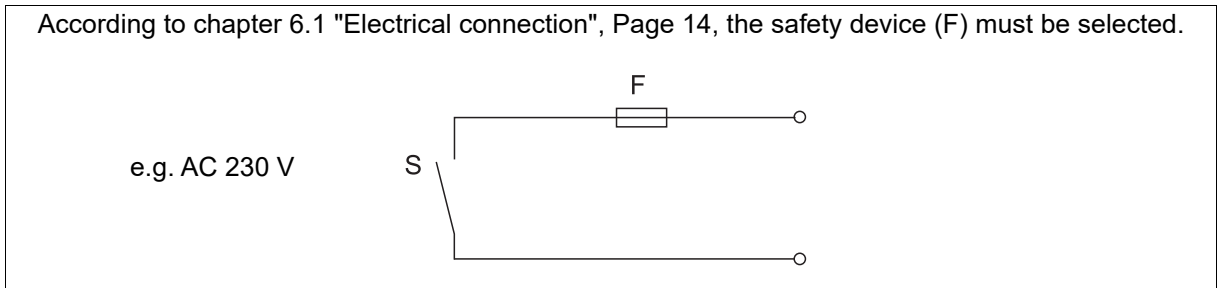 According to chapter 6.1 "Electrical connection", Page 14, the safety device (F) must be selected.
F
e.g. AC 230 V
S